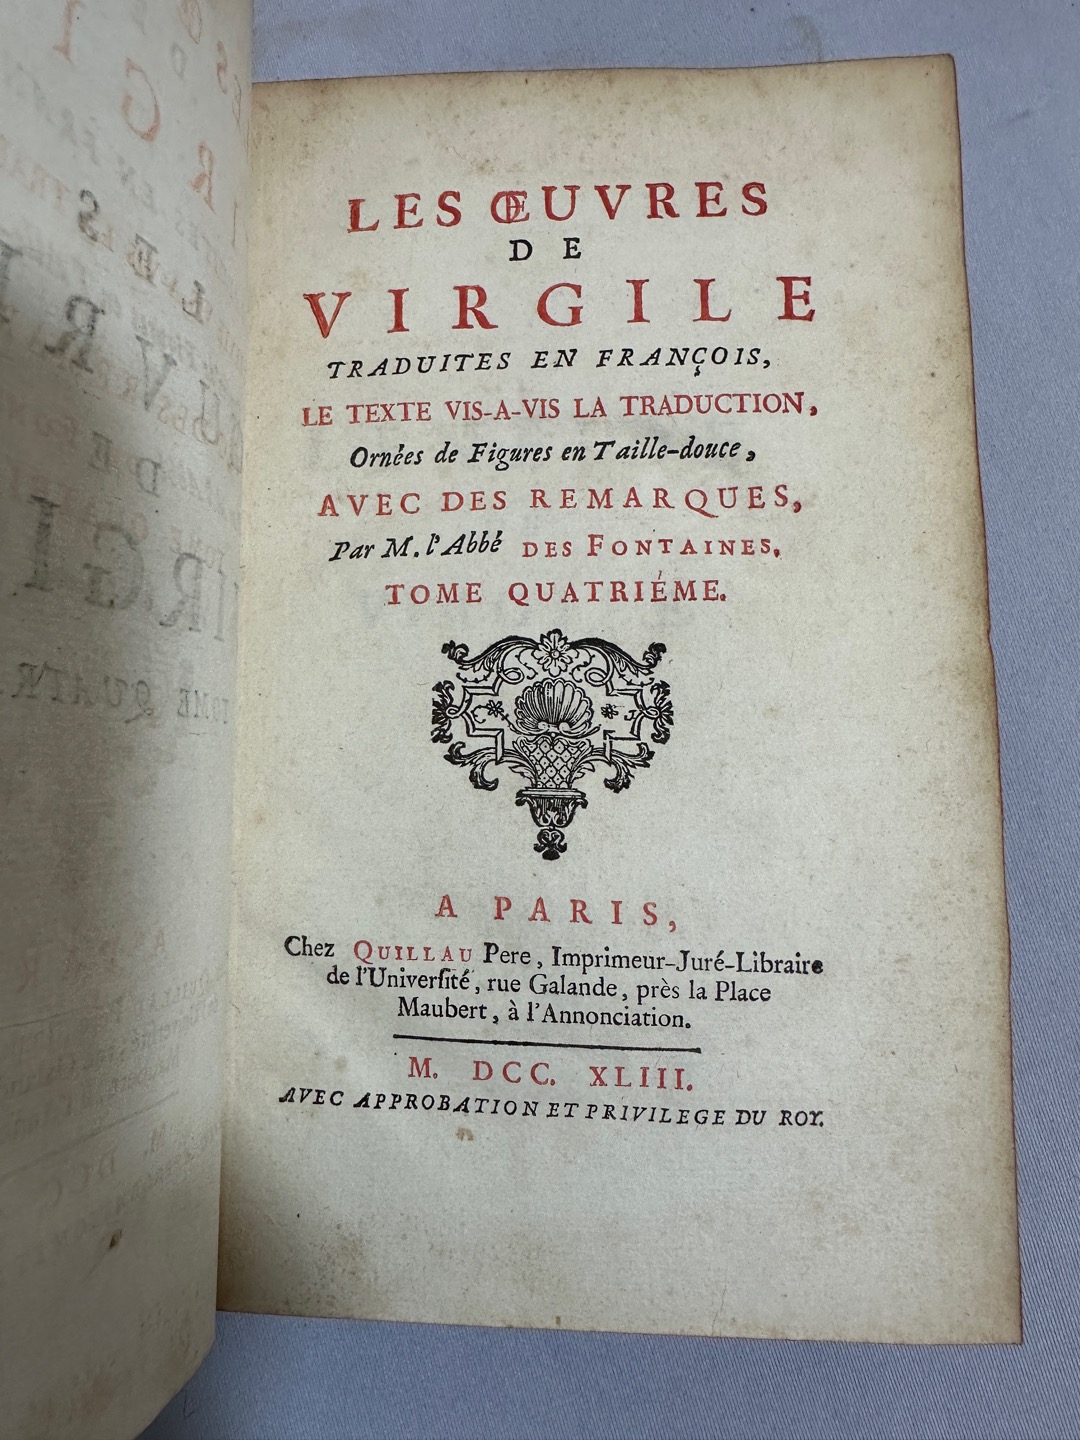 LES ŒUVRES
DE
VIRGILE
TRADUITES EN FRANÇOIS,
LE TEXTE VIS-A-VIS LA TRADUCTION,
Ornées de Figures en Taille-douce,
AVEC DES REMARQUES,
Par M. l'Abbé DES FONTAINES,
TOME QUATRIÉME.
A PARIS,
Chez QUILLAU Pere, Imprimeur-Juré-Libraire
de l'Univerſité, rue Galande, près la Place
Maubert, à l'Annonciation.
M. DCC. XLIII.
AVEC APPROBATION ET PRIVILEGE DU ROY.